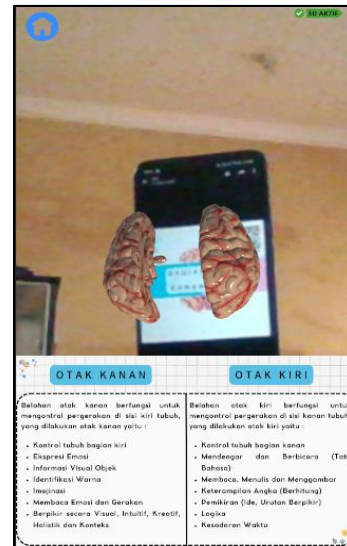 3D AKTIF
OTAK KANAN
Belahan otak kanan berfungsi untuk
mengontrol pergerakan di sisi kiri tubuh,
yang dilakukan otak kanan yaitu :
Kontrol tubuh bagian kiri
Ekspresi Emosi
Informasi Visual Objek
Identifikasi Warna
Imajinasi
Membaca Emosi dan Gerakan
Berpikir secara Visual, Intuitif, Kreatif,
Holistik dan Konteks
OTAK KIRI
Belahan otak kiri berfungsi untu
mengontrol pergerakan di sisi kanan tubuh
yang dilakukan otak kiri yaitu :
Kontrol tubuh bagian kanan
Mendengar dan Berbicara (Tat
Bahasa)
Membaca, Menulis dan Menggambar
Keterampilan Angka (Berhitung)
Pemikiran (Ide, Urutan Berpikir)
Logika
Kesadaran Waktu